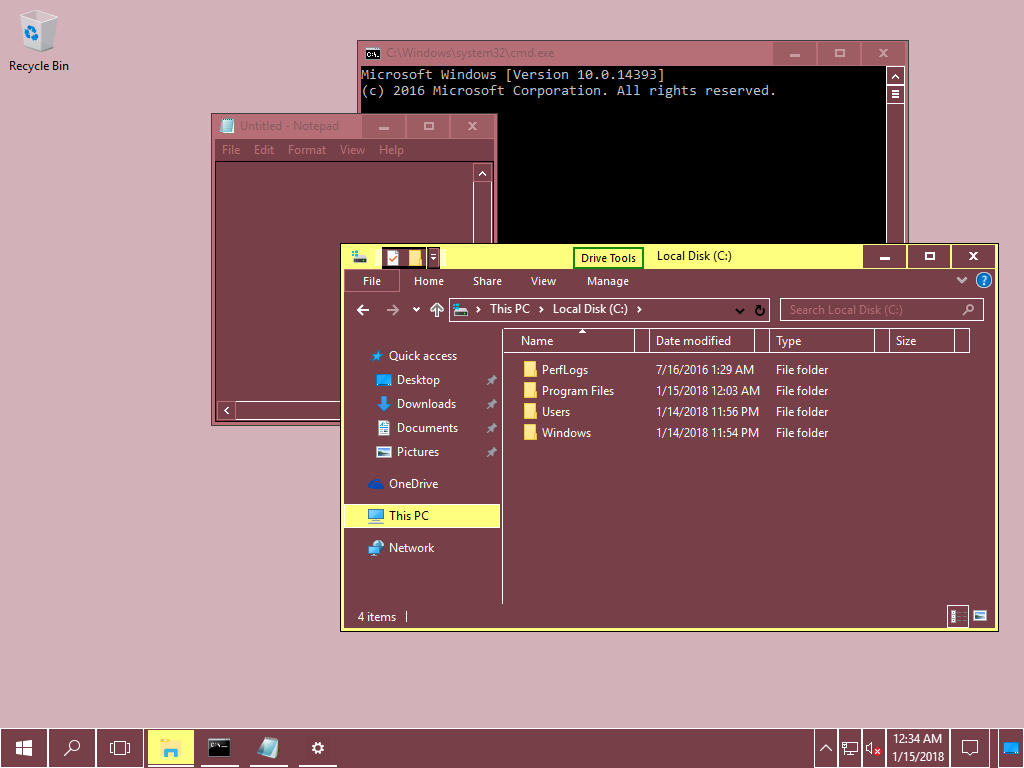 Recycle Bin
C:\Windows\system32\cmd.exe
Microsoft Windows [Version 10.0.14393]
(c) 2016 Microsoft Corporation. All rights reserved.
Untitled - Notepad
File Edit Format View Help
Drive Tools Local Disk (C:)
File Home Share View Manage
This PC Local Disk (C:) Search Local Disk (C:)
Name Date modified Type Size
Quick access
Desktop
Downloads
Documents
Pictures
OneDrive
This PC
Network
PerfLogs 7/16/2016 1:29 AM File folder
Program Files 1/15/2018 12:03 AM File folder
Users 1/14/2018 11:56 PM File folder
Windows 1/14/2018 11:54 PM File folder
4 items
12:34 AM
1/15/2018